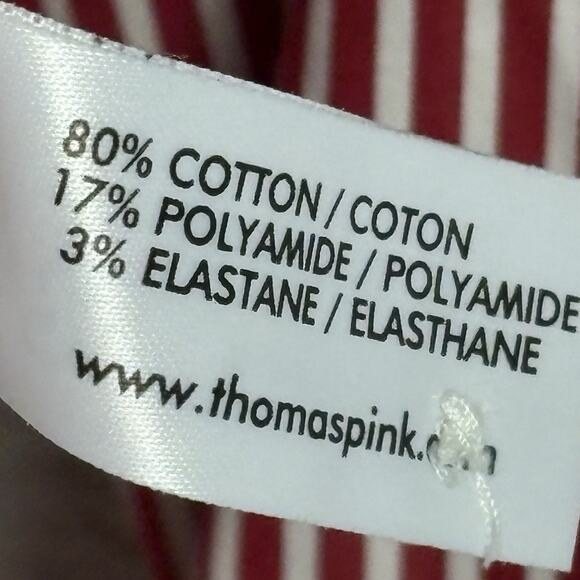 80% COTTON / COTON
17% POLYAMIDE / POLYAMIDE
3% ELASTANE / ELASTHANE
www.thomaspink.